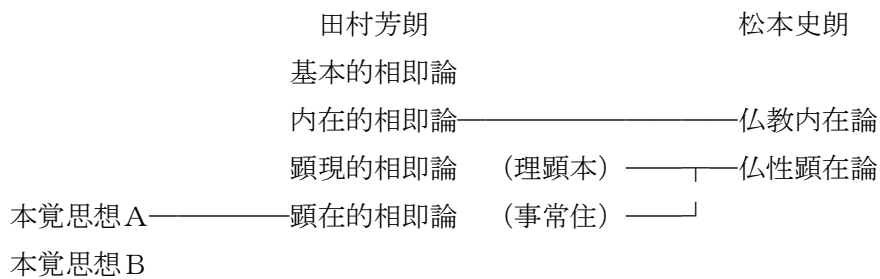 田村芳朗 松本史朗
基本的相即論
内在的相即論――――――――――仏教内在論
顕現的相即論 （理顕本）――┬―仏性顕在論
本覚思想A―――――顕在的相即論 （事常住）――┘
本覚思想B